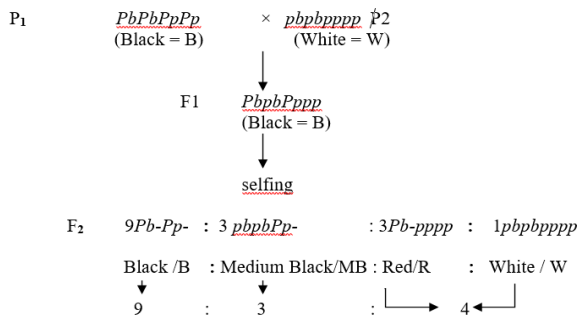 P1 PbPbPpPp × pbpbpppp P2
(Black = B) (White = W)
F1 PbpbPppp
(Black = B)
selfing
F2 9Pb-Pp- : 3 pbpbPp- : 3Pb-pppp : 1pbpbpppp
Black /B : Medium Black/MB : Red/R : White / W
9 : 3 : 4